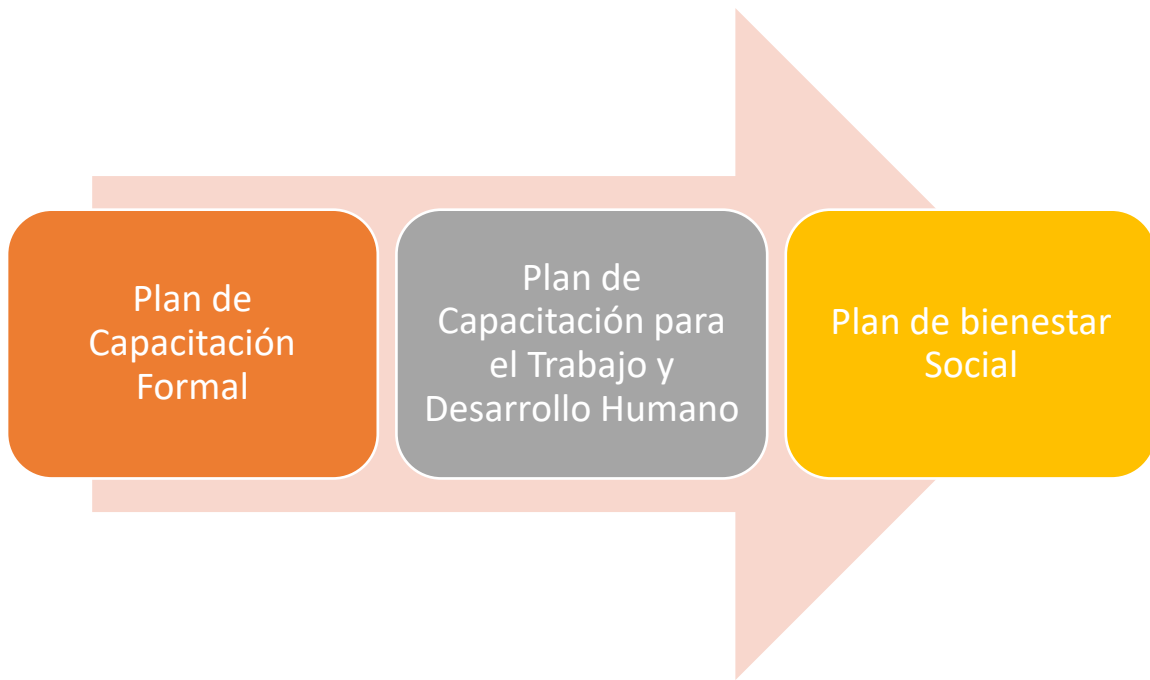 Plan de
Capacitación
Formal
Plan de
Capacitación para
el Trabajo y
Desarrollo Humano
Plan de bienestar
Social